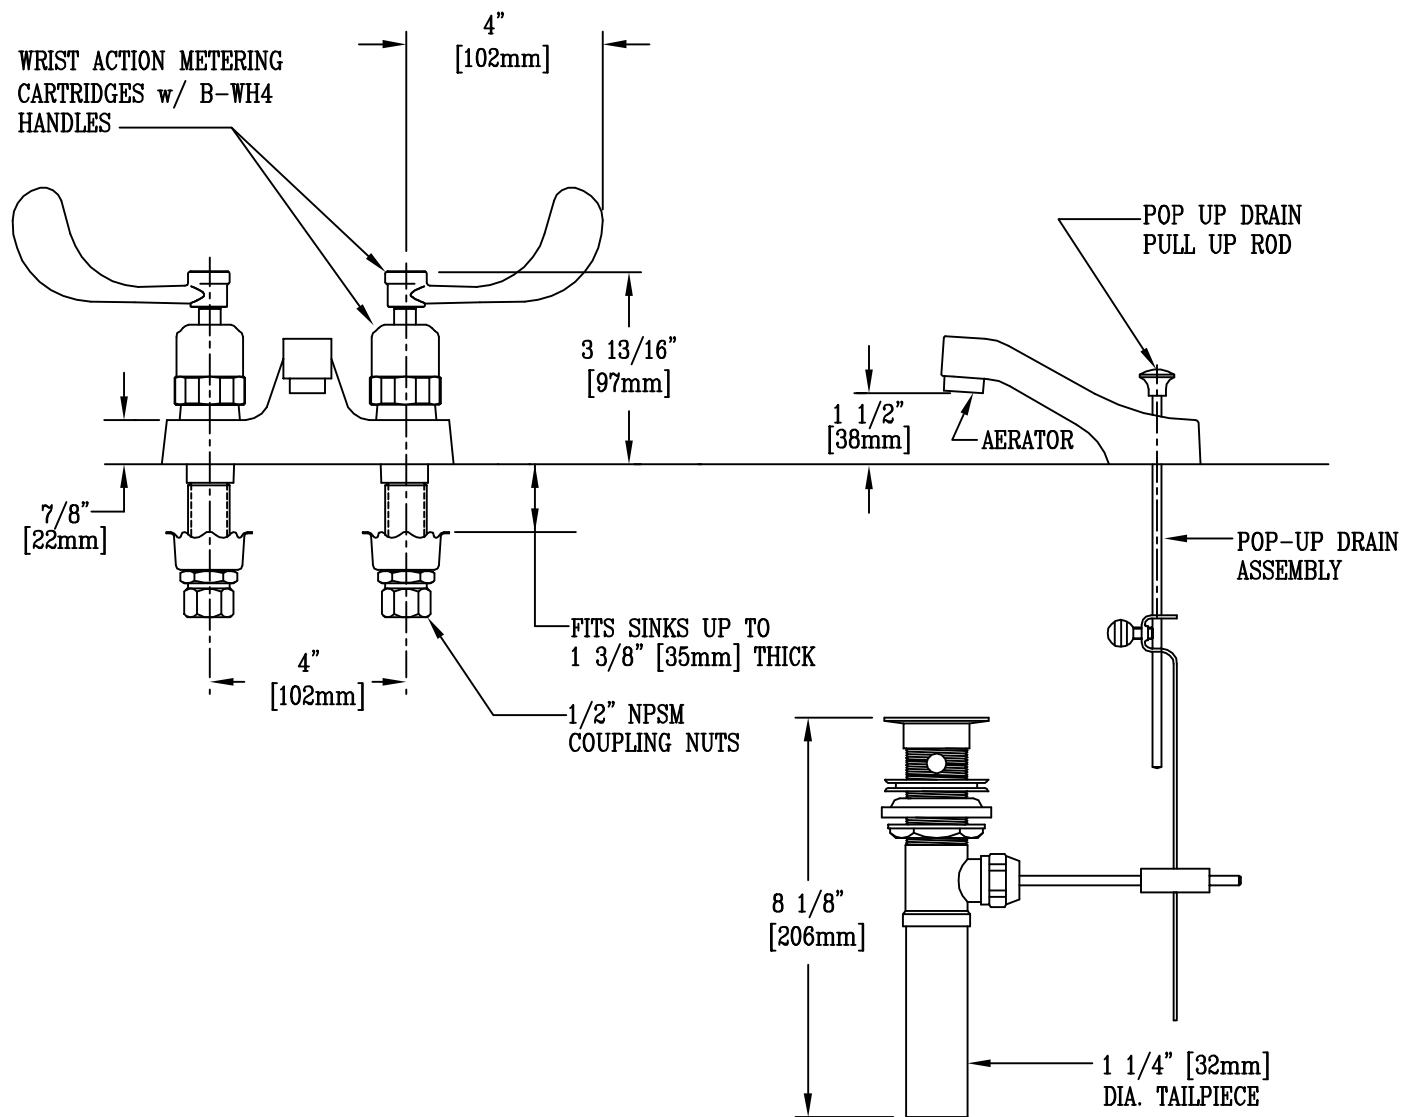 4"
[102mm]
WRIST ACTION METERING
CARTRIDGES w/ B-WH4
HANDLES
POP UP DRAIN
PULL UP ROD
3 13/16"
[97mm]
1 1/2"
[38mm]
AERATOR
7/8"
[22mm]
POP-UP DRAIN
ASSEMBLY
FITS SINKS UP TO
1 3/8" [35mm] THICK
4"
[102mm]
1/2" NPSM
COUPLING NUTS
8 1/8"
[206mm]
1 1/4" [32mm]
DIA. TAILPIECE